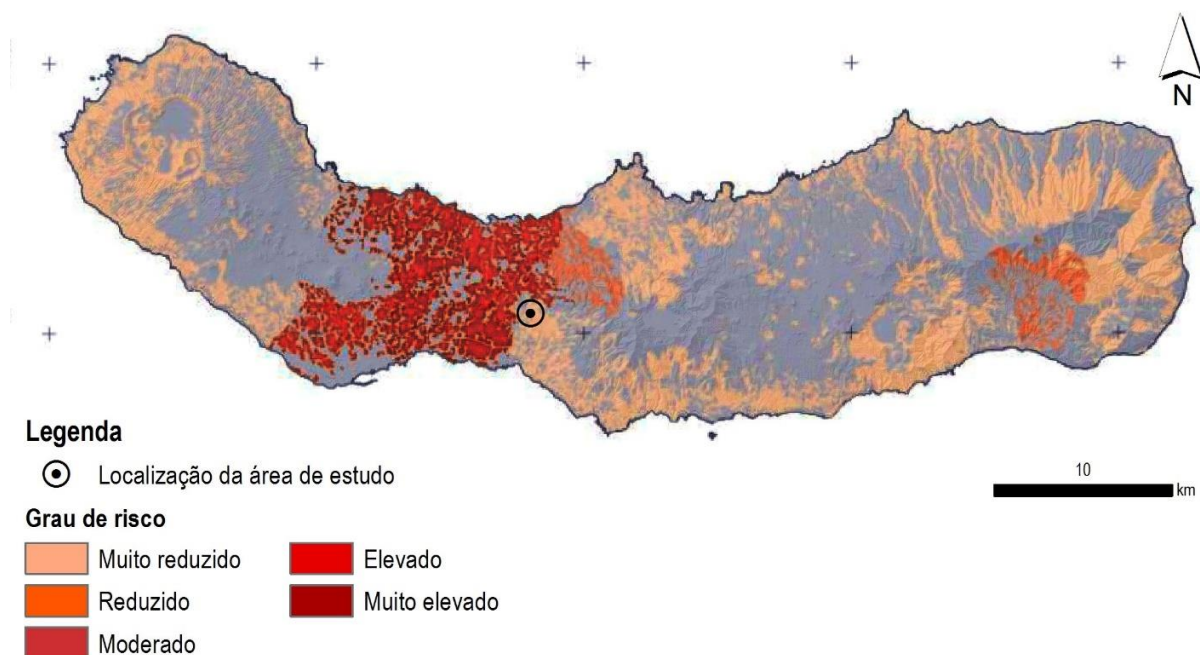 N
Legenda
Localização da área de estudo
10
km
Grau de risco
Muito reduzido
Elevado
Reduzido
Muito elevado
Moderado